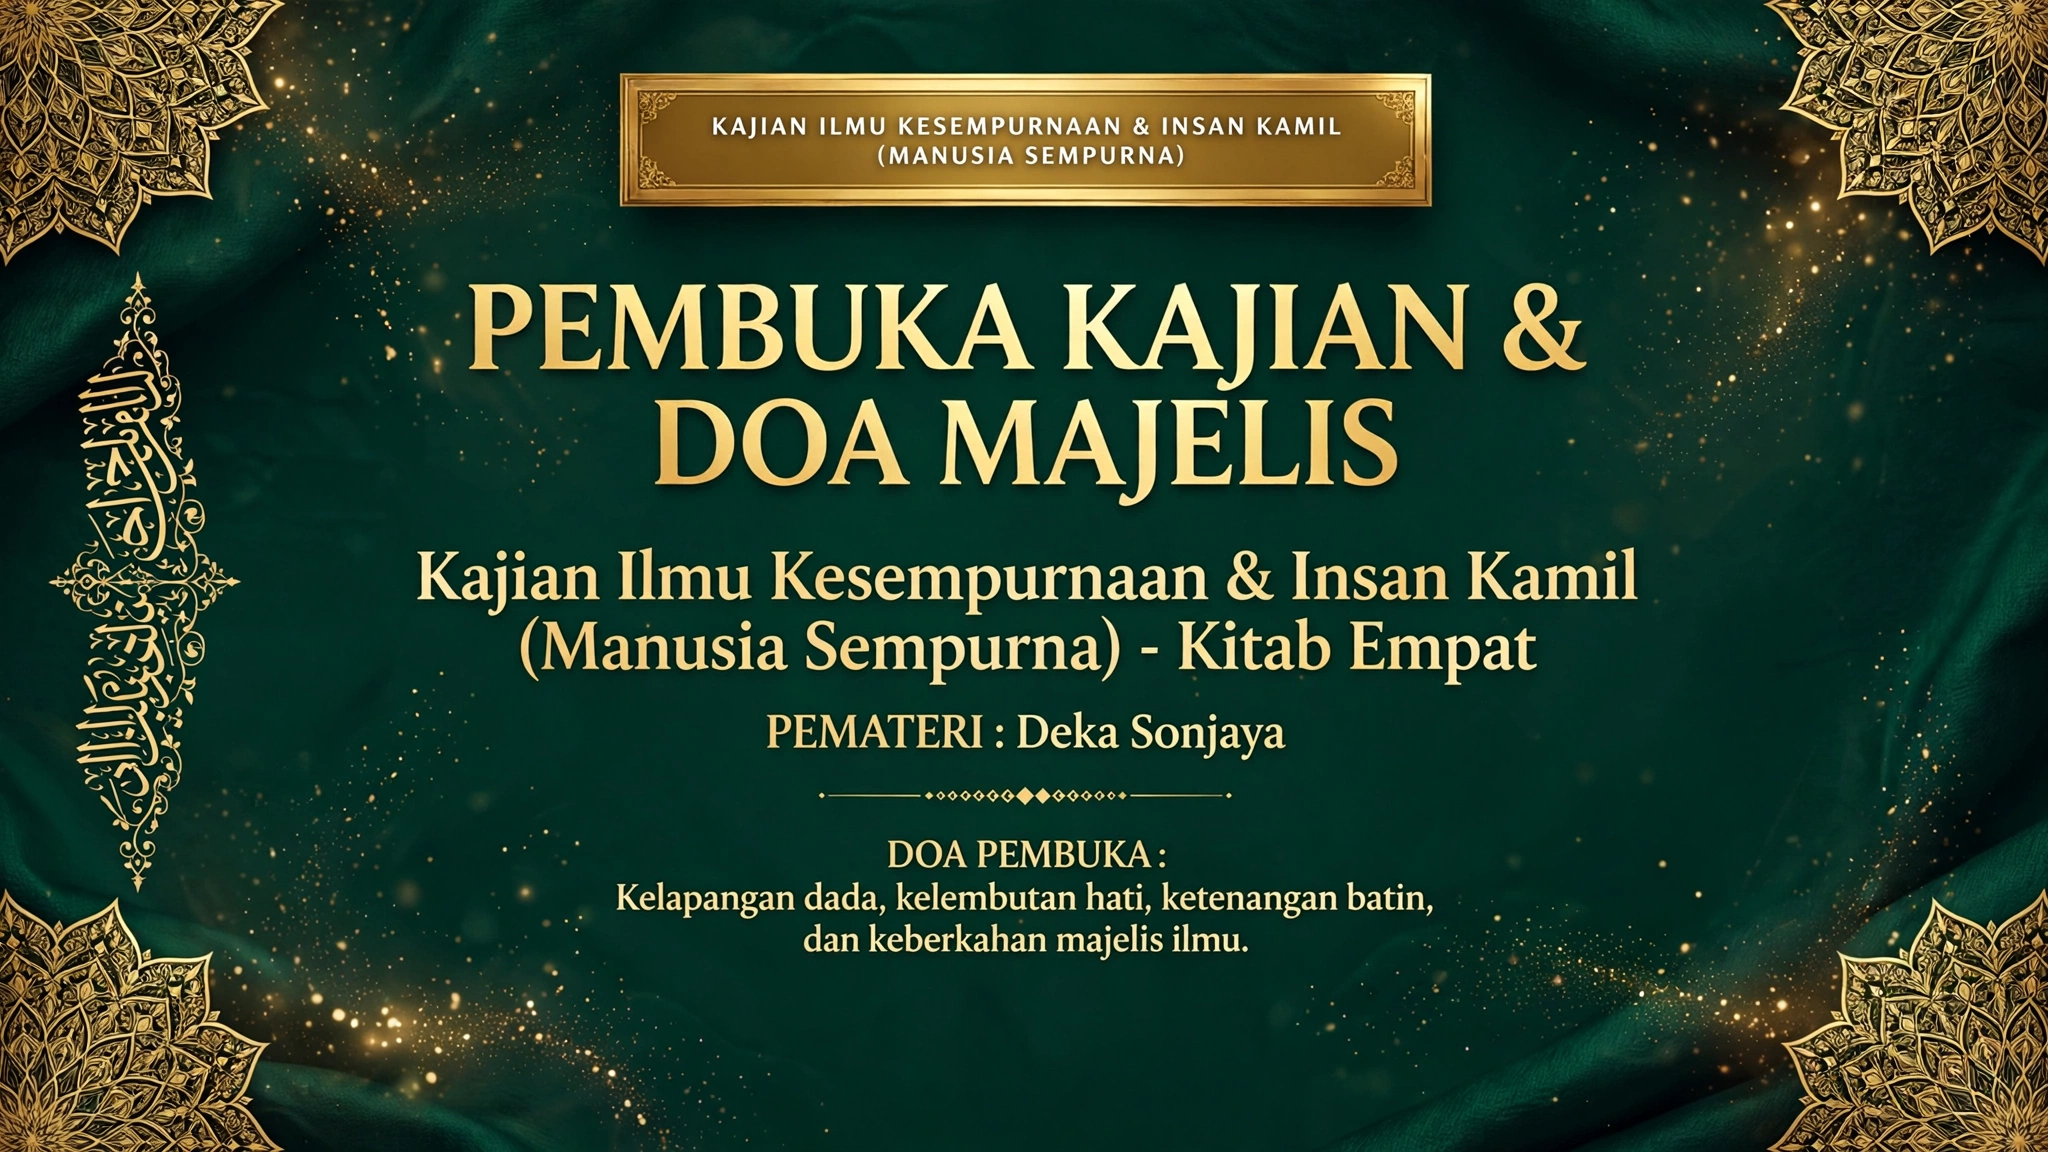 KAJIAN ILMU KESEMPURNAAN & INSAN KAMIL
(MANUSIA SEMPURNA)
PEMBUKA KAJIAN &
DOA MAJELIS
Kajian Ilmu Kesempurnaan & Insan Kamil
(Manusia Sempurna) - Kitab Empat
PEMATERI : Deka Sonjaya
DOA PEMBUKA :
Kelapangan dada, kelembutan hati, ketenangan batin,
dan keberkahan majelis ilmu.